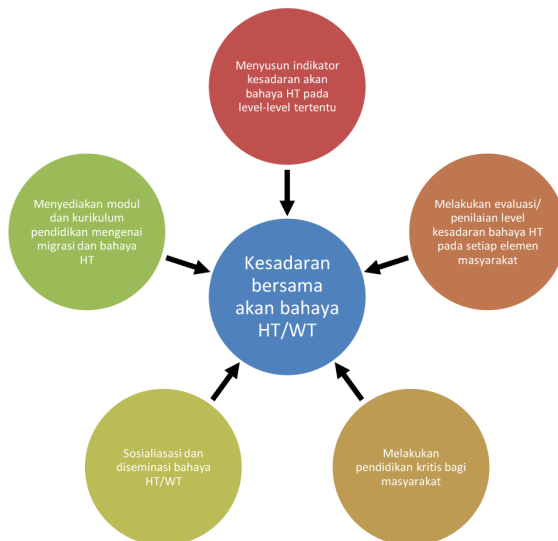 Menyusun indikator
kesadaran akan
bahaya HT pada
level-level tertentu
Menyediakan modul
dan kurikulum
pendidikan mengenai
migrasi dan bahaya
HT
Melakukan evaluasi/
penilaian level
kesadaran bahaya HT
pada setiap elemen
masyarakat
Kesadaran
bersama
akan bahaya
HT/WT
Sosialiasasi dan
diseminasi bahaya
HT/WT
Melakukan
pendidikan kritis bagi
masyarakat